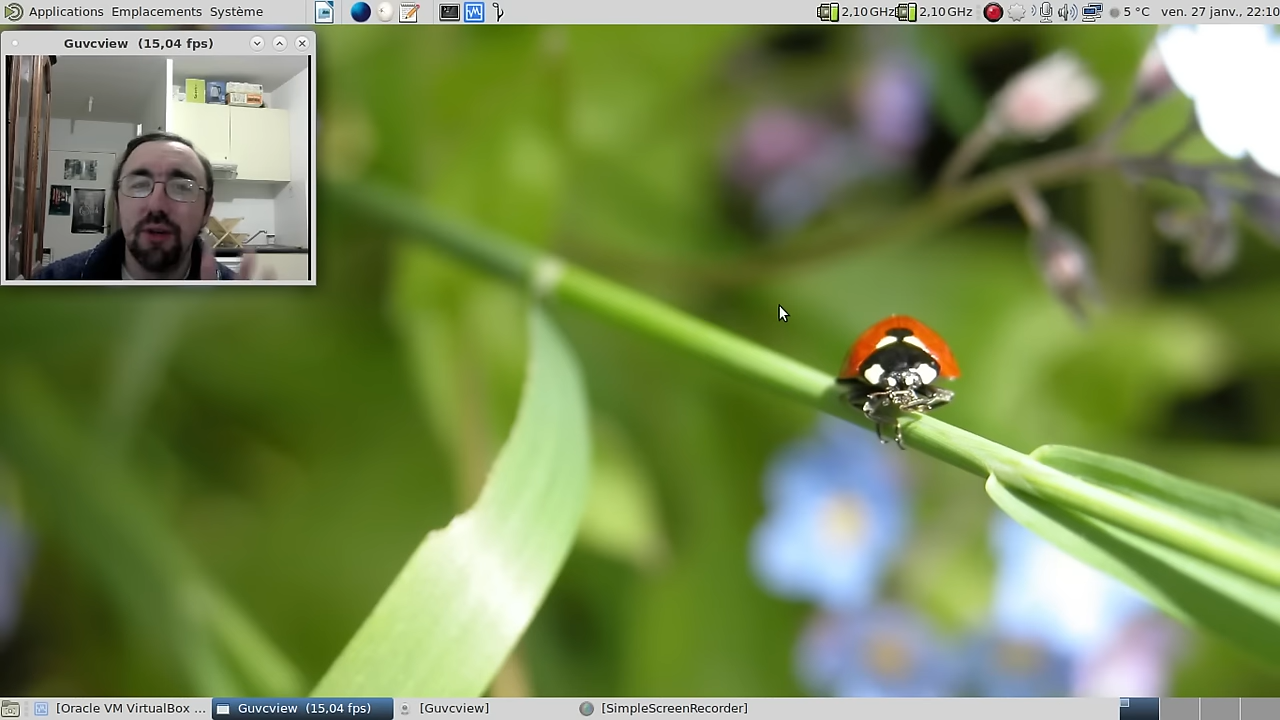 Applications Emplacements Système 2,10 GHz 2,10 GHz 5 °C ven. 27 janv., 22:10
Guvcview (15,04 fps)
[Oracle VM VirtualBox ... Guvcview (15,04 fps) [Guvcview] [SimpleScreenRecorder]